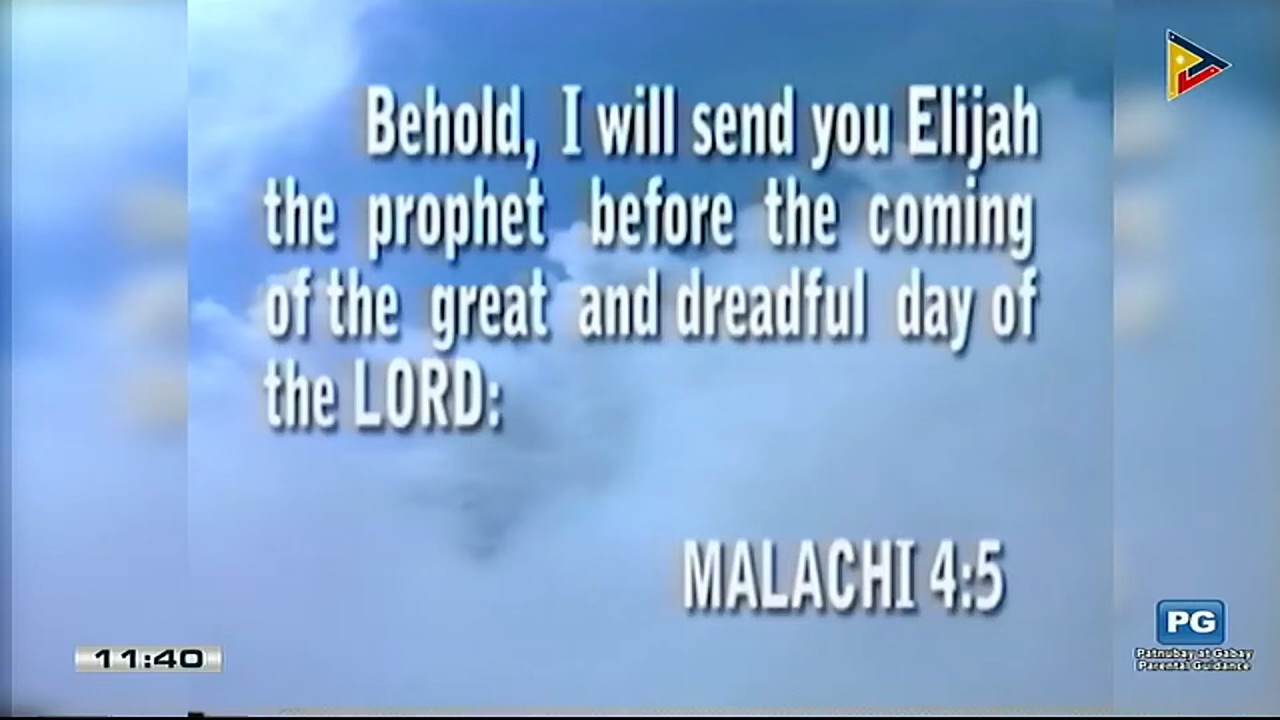 Behold, I will send you Elijah
the prophet before the coming
of the great and dreadful day of
the LORD:
MALACHI 4:5
11:40
PG
Patnubay at Gabay
Parental Guidance